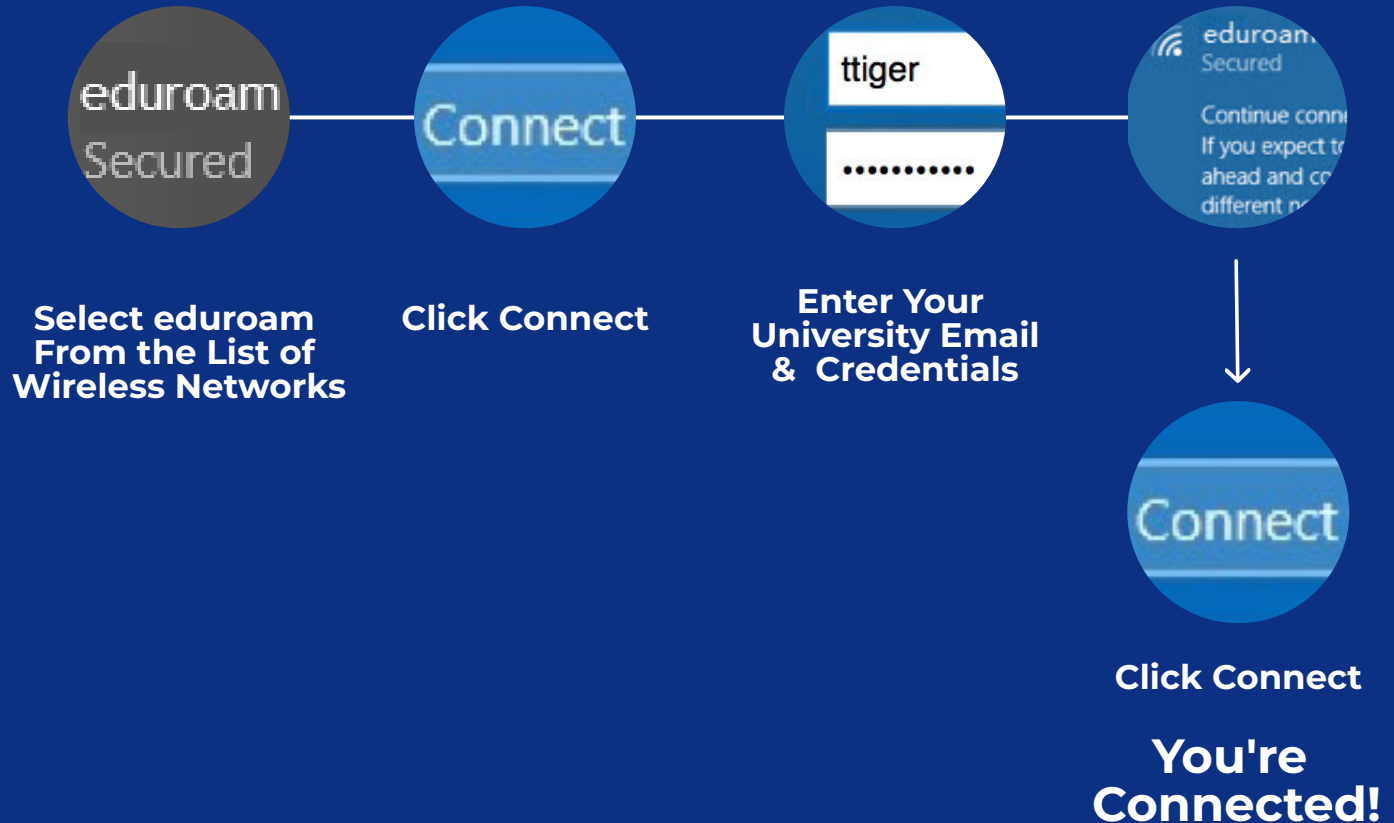 eduroam
Secured
Connect
ttiger
•••••••••••
eduroam
Secured
Continue
If you expect
ahead and
different
Select eduroam
From the List of
Wireless Networks
Click Connect
Enter Your
University Email
& Credentials
Connect
Click Connect
You're
Connected!